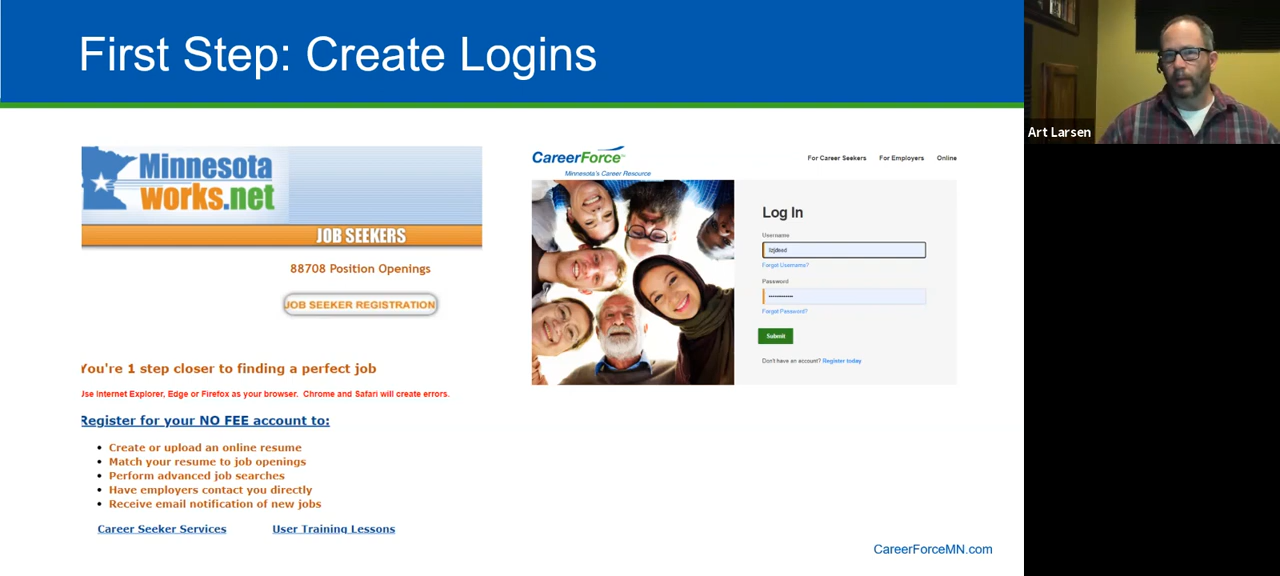 First Step: Create Logins
Minnesota
works.net
JOB SEEKERS
88708 Position Openings
JOB SEEKER REGISTRATION
You're 1 step closer to finding a perfect job
Use Internet Explorer, Edge or Firefox as your browser. Chrome and Safari will create errors.
Register for your NO FEE account to:
Create or upload an online resume
Match your resume to job openings
Perform advanced job searches
Have employers contact you directly
Receive email notification of new jobs
Career Seeker Services
User Training Lessons
CareerForce
Minnesota's Career Resource
For Career Seekers
For Employers
Online
Log In
Username
Forgot Username?
Password
Forgot Password?
Submit
Don't have an account? Register today
CareerForceMN.com
Art Larsen